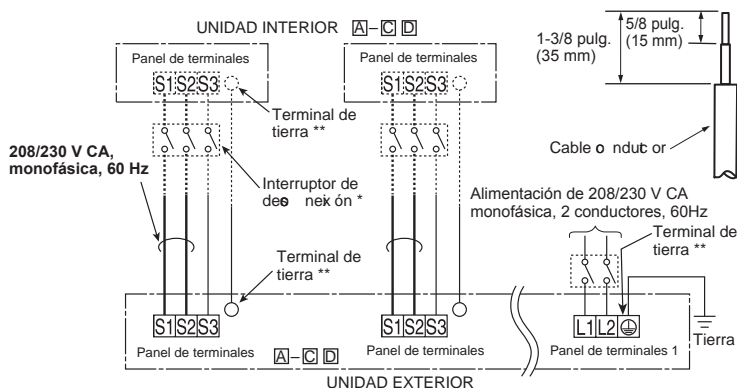 UNIDAD INTERIOR A–C D
Panel de terminales
S1 S2 S3
Terminal de
tierra **
Panel de terminales
S1 S2 S3
1-3/8 pulg.
(35 mm)
5/8 pulg.
(15 mm)
208/230 V CA,
monofásica, 60 Hz
Interruptor de
desconexión *
Cable conductor
Alimentación de 208/230 V CA
monofásica, 2 conductores, 60Hz
Terminal de
tierra **
Terminal de
tierra **
S1 S2 S3
Panel de terminales
A–C D
S1 S2 S3
Panel de terminales
L1 L2
Panel de terminales 1
Tierra
UNIDAD EXTERIOR